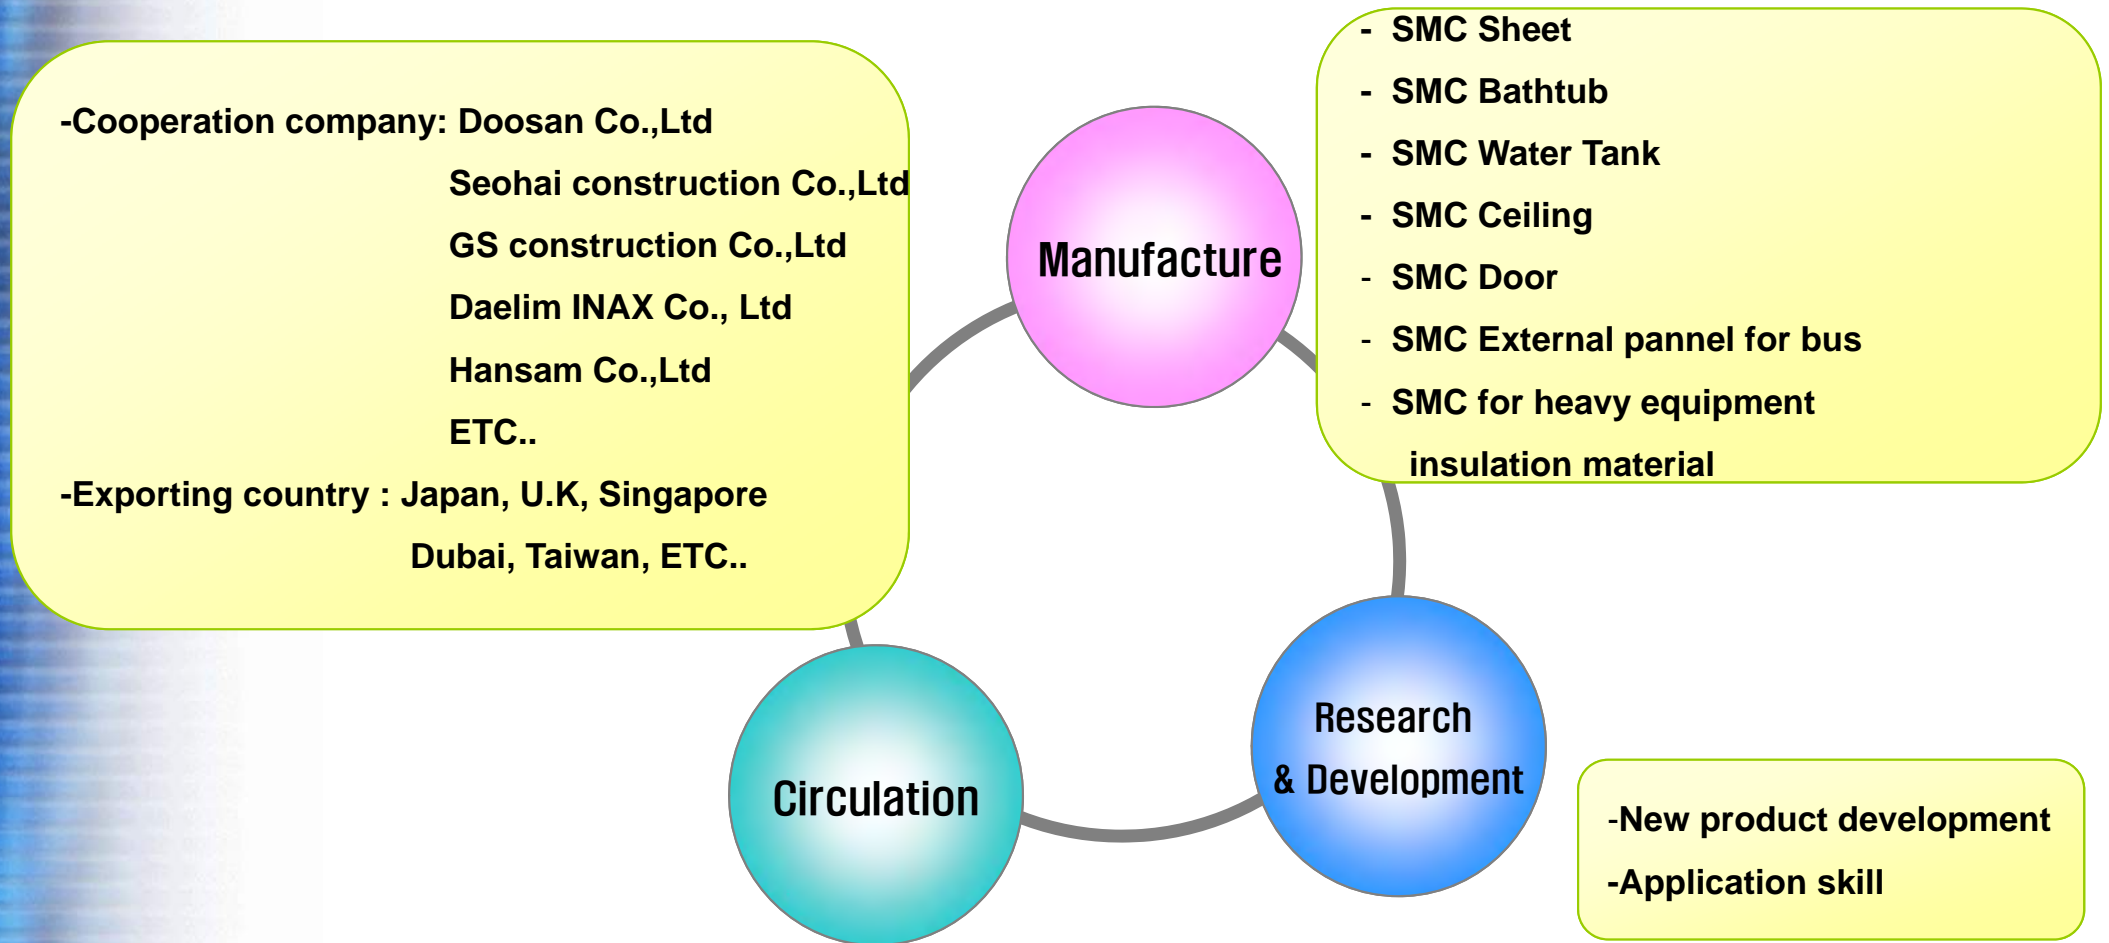 -Cooperation company: Doosan Co.,Ltd
Seohai construction Co.,Ltd
GS construction Co.,Ltd
Daelim INAX Co., Ltd
Hansam Co.,Ltd
ETC..
-Exporting country : Japan, U.K, Singapore
Dubai, Taiwan, ETC..
Manufacture
- SMC Sheet
- SMC Bathtub
- SMC Water Tank
- SMC Ceiling
- SMC Door
- SMC External pannel for bus
- SMC for heavy equipment
insulation material
Circulation
Research
& Development
-New product development
-Application skill